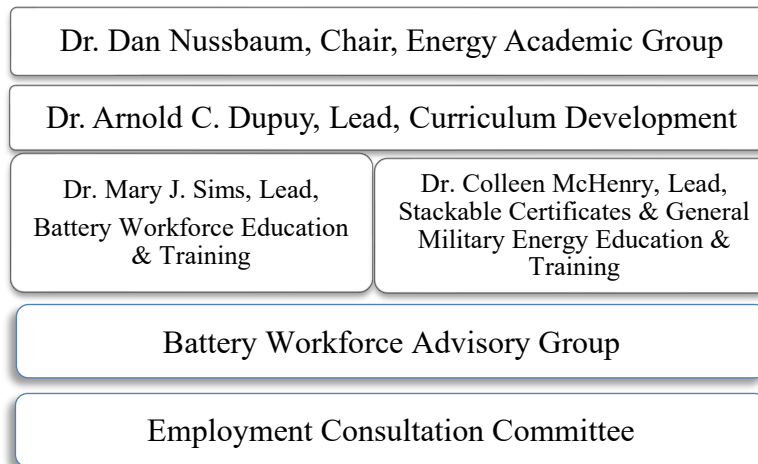 Dr. Dan Nussbaum, Chair, Energy Academic Group
Dr. Arnold C. Dupuy, Lead, Curriculum Development
Dr. Mary J. Sims, Lead,
Battery Workforce Education
& Training
Dr. Colleen McHenry, Lead,
Stackable Certificates & General
Military Energy Education &
Training
Battery Workforce Advisory Group
Employment Consultation Committee